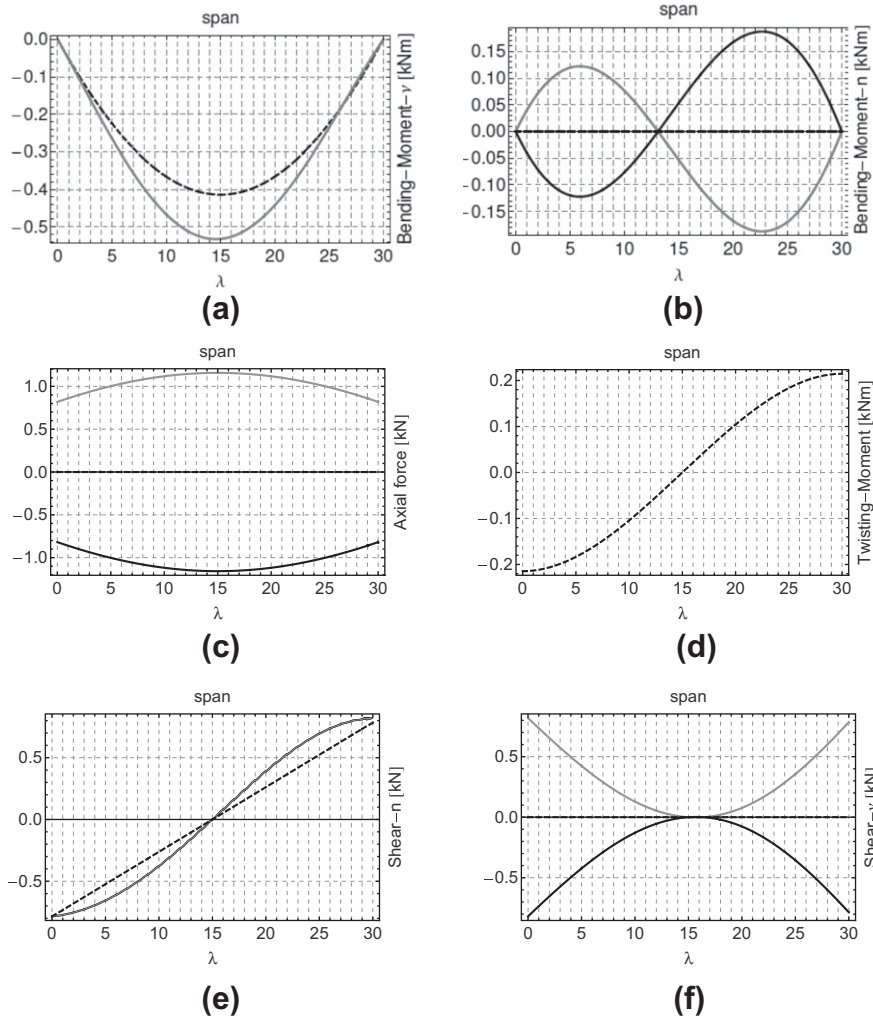 span
0.0
−0.1
−0.2
−0.3
−0.4
−0.5
Bending−Moment−ν [kNm]
0 5 10 15 20 25 30
λ
(a)
span
0.15
0.10
0.05
0.00
−0.05
−0.10
−0.15
Bending−Moment−n [kNm]
0 5 10 15 20 25 30
λ
(b)
span
1.0
0.5
0.0
−0.5
−1.0
Axial force [kN]
0 5 10 15 20 25 30
λ
(c)
span
0.2
0.1
0.0
−0.1
−0.2
Twisting−Moment [kNm]
0 5 10 15 20 25 30
λ
(d)
span
0.5
0.0
−0.5
Shear−n [kN]
0 5 10 15 20 25 30
λ
(e)
span
0.5
0.0
−0.5
Shear−ν [kN]
0 5 10 15 20 25 30
λ
(f)